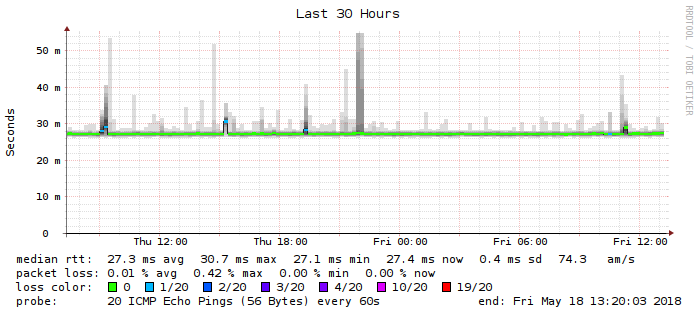 Last 30 Hours
RRDTOOL / TOBI OETIKER
Seconds
50 m
40 m
30 m
20 m
10 m
0
Thu 12:00 Thu 18:00 Fri 00:00 Fri 06:00 Fri 12:00
median rtt: 27.3 ms avg 30.7 ms max 27.1 ms min 27.4 ms now 0.4 ms sd 74.3 am/s
packet loss: 0.01 % avg 0.42 % max 0.00 % min 0.00 % now
loss color: 0 1/20 2/20 3/20 4/20 10/20 19/20
probe: 20 ICMP Echo Pings (56 Bytes) every 60s end: Fri May 18 13:20:03 2018